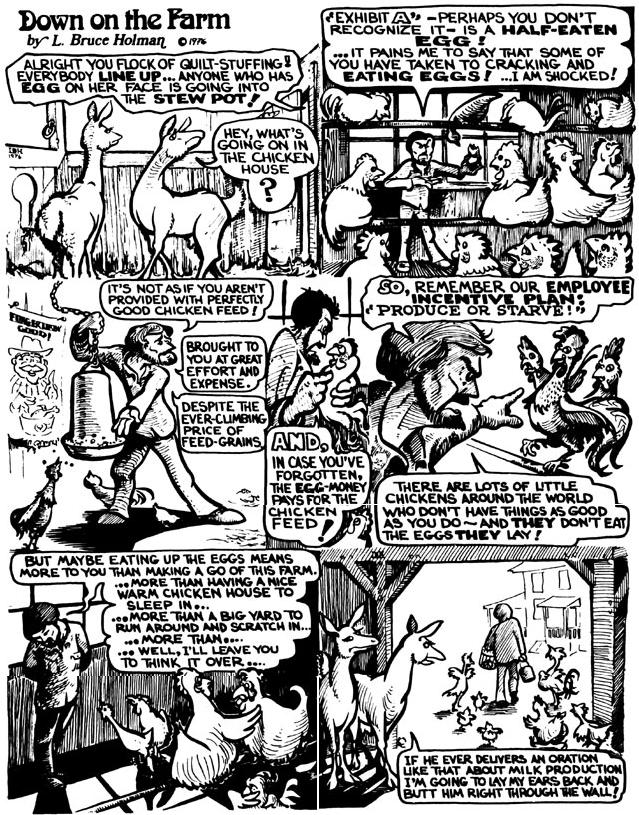 Down on the Farm
by L. Bruce Holman © 1976
ALRIGHT YOU FLOCK OF QUILT-STUFFING!
EVERYBODY LINE UP... ANYONE WHO HAS
EGG ON HER FACE IS GOING INTO
THE STEW POT!
HEY, WHAT'S
GOING ON IN
THE CHICKEN
HOUSE
?
LBH
1976
"EXHIBIT A" - PERHAPS YOU DON'T
RECOGNIZE IT - IS A HALF-EATEN
EGG!
...IT PAINS ME TO SAY THAT SOME OF
YOU HAVE TAKEN TO CRACKING AND
EATING EGGS! ...I AM SHOCKED!
IT'S NOT AS IF YOU AREN'T
PROVIDED WITH PERFECTLY
GOOD CHICKEN FEED!
FINGER LICKIN'
GOOD!
BROUGHT TO
YOU AT GREAT
EFFORT AND
EXPENSE.
DESPITE THE
EVER-CLIMBING
PRICE OF
FEED-GRAINS.
AND,
IN CASE YOU'VE
FORGOTTEN,
THE EGG-MONEY
PAYS FOR THE
CHICKEN
FEED!
SO, REMEMBER OUR EMPLOYEE
INCENTIVE PLAN:
"PRODUCE OR STARVE!"
THERE ARE LOTS OF LITTLE
CHICKENS AROUND THE WORLD
WHO DON'T HAVE THINGS AS GOOD
AS YOU DO ~ AND THEY DON'T EAT
THE EGGS THEY LAY!
BUT MAYBE EATING UP THE EGGS MEANS
MORE TO YOU THAN MAKING A GO OF THIS FARM.
...MORE THAN HAVING A NICE
WARM CHICKEN HOUSE TO
SLEEP IN...
...MORE THAN A BIG YARD TO
RUN AROUND AND SCRATCH IN...
...MORE THAN....
... WELL, I'LL LEAVE YOU
TO THINK IT OVER....
IF HE EVER DELIVERS AN ORATION
LIKE THAT ABOUT MILK PRODUCTION
I'M GOING TO LAY MY EARS BACK AND
BUTT HIM RIGHT THROUGH THE WALL!